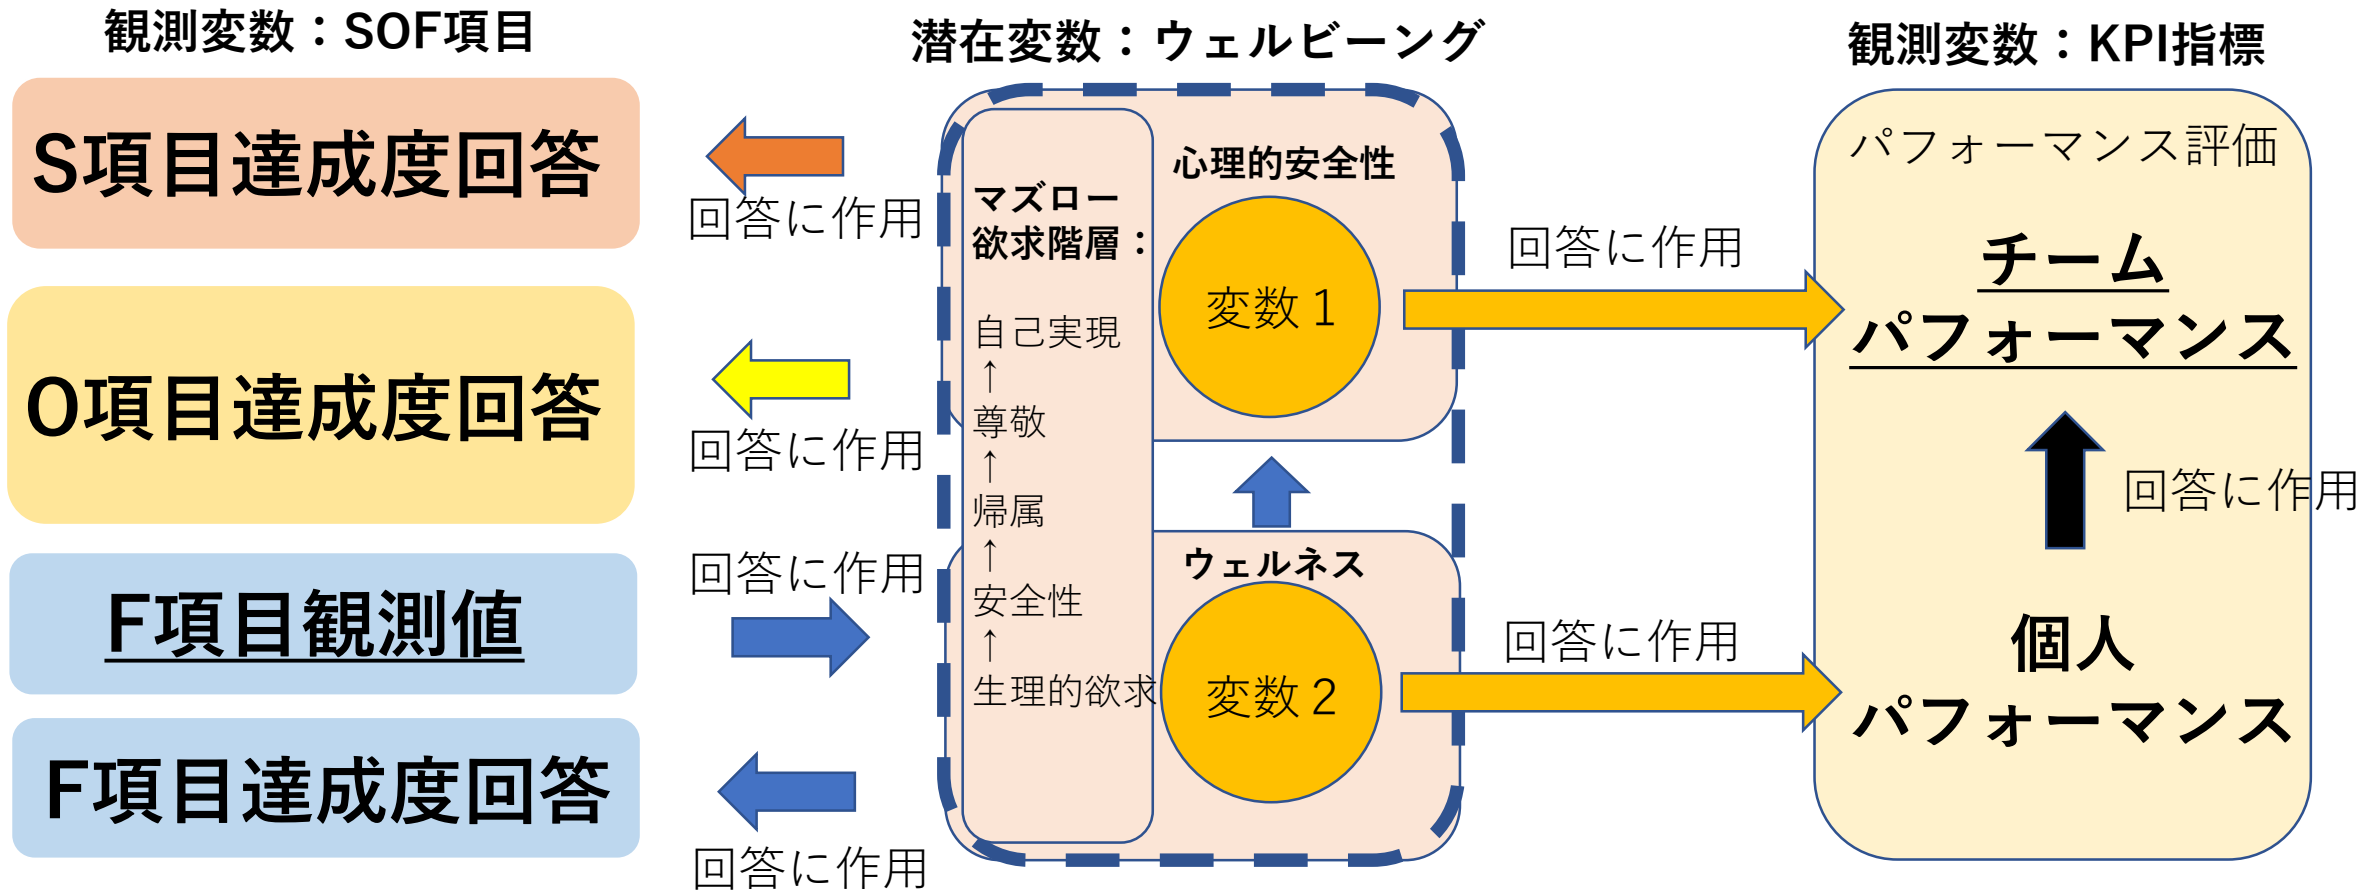 観測変数：SOF項目
S項目達成度回答
O項目達成度回答
F項目観測値
F項目達成度回答
回答に作用
回答に作用
回答に作用
回答に作用
潜在変数：ウェルビーング
マズロー
欲求階層：
自己実現
↑
尊敬
↑
帰属
↑
安全性
↑
生理的欲求
心理的安全性
変数１
ウェルネス
変数２
回答に作用
回答に作用
観測変数：KPI指標
パフォーマンス評価
チーム
パフォーマンス
回答に作用
個人
パフォーマンス